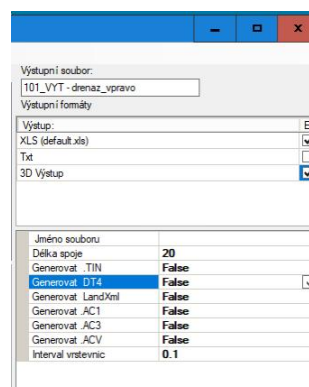 Výstupní soubor:
101_VYT - drenaz_vpravo
Výstupní formáty
Výstup: E
XLS (default.xls)
Txt
3D Výstup
Jméno souboru
Délka spoje 20
Generovat .TIN False
Generovat DT4 False
Generovat LandXml False
Generovat .AC1 False
Generovat .AC3 False
Generovat .ACV False
Interval vrstevnic 0.1